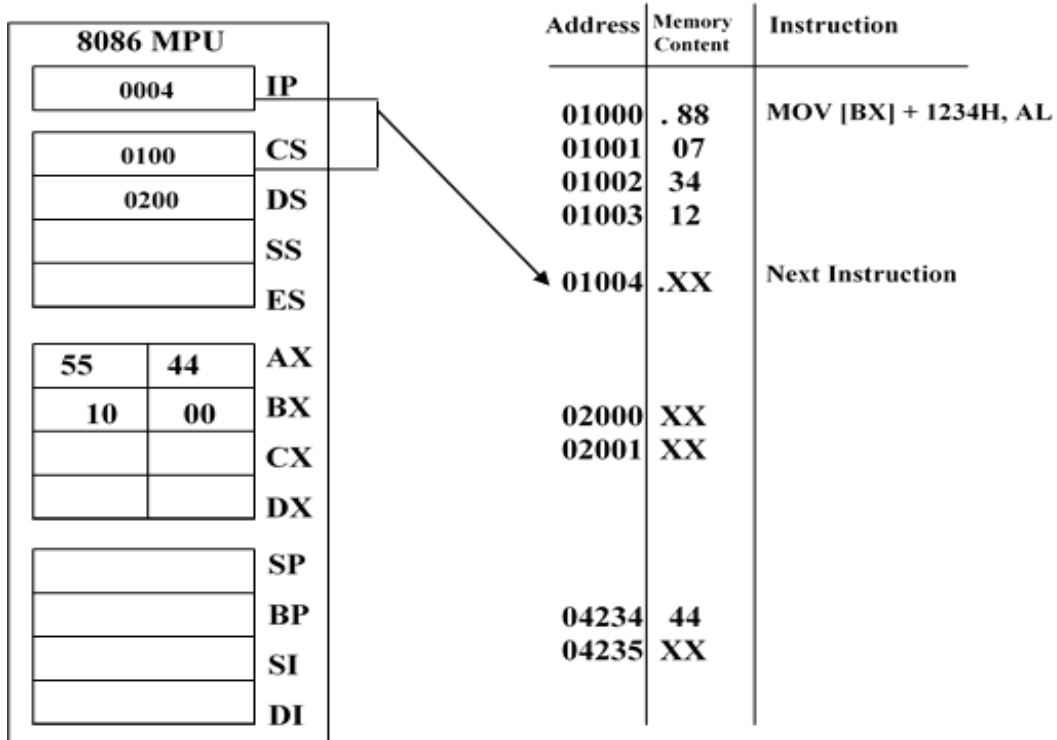 8086 MPU
0004 IP
0100 CS
0200 DS
SS
ES
55 44 AX
10 00 BX
CX
DX
SP
BP
SI
DI
Address Memory Content Instruction
01000 . 88 MOV [BX] + 1234H, AL
01001 07
01002 34
01003 12
01004 .XX Next Instruction
02000 XX
02001 XX
04234 44
04235 XX